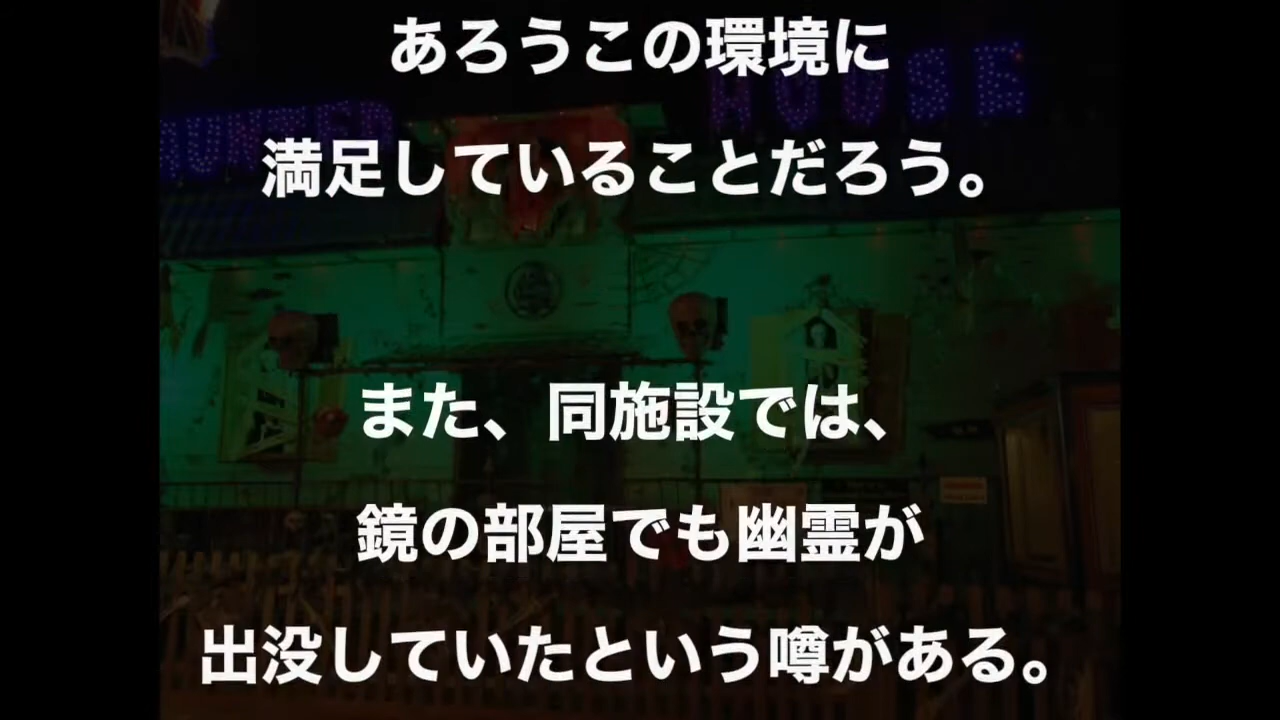 あろうこの環境に
HOUSE
満足していることだろう。
また、同施設では、
鏡の部屋でも幽霊が
出没していたという噂がある。